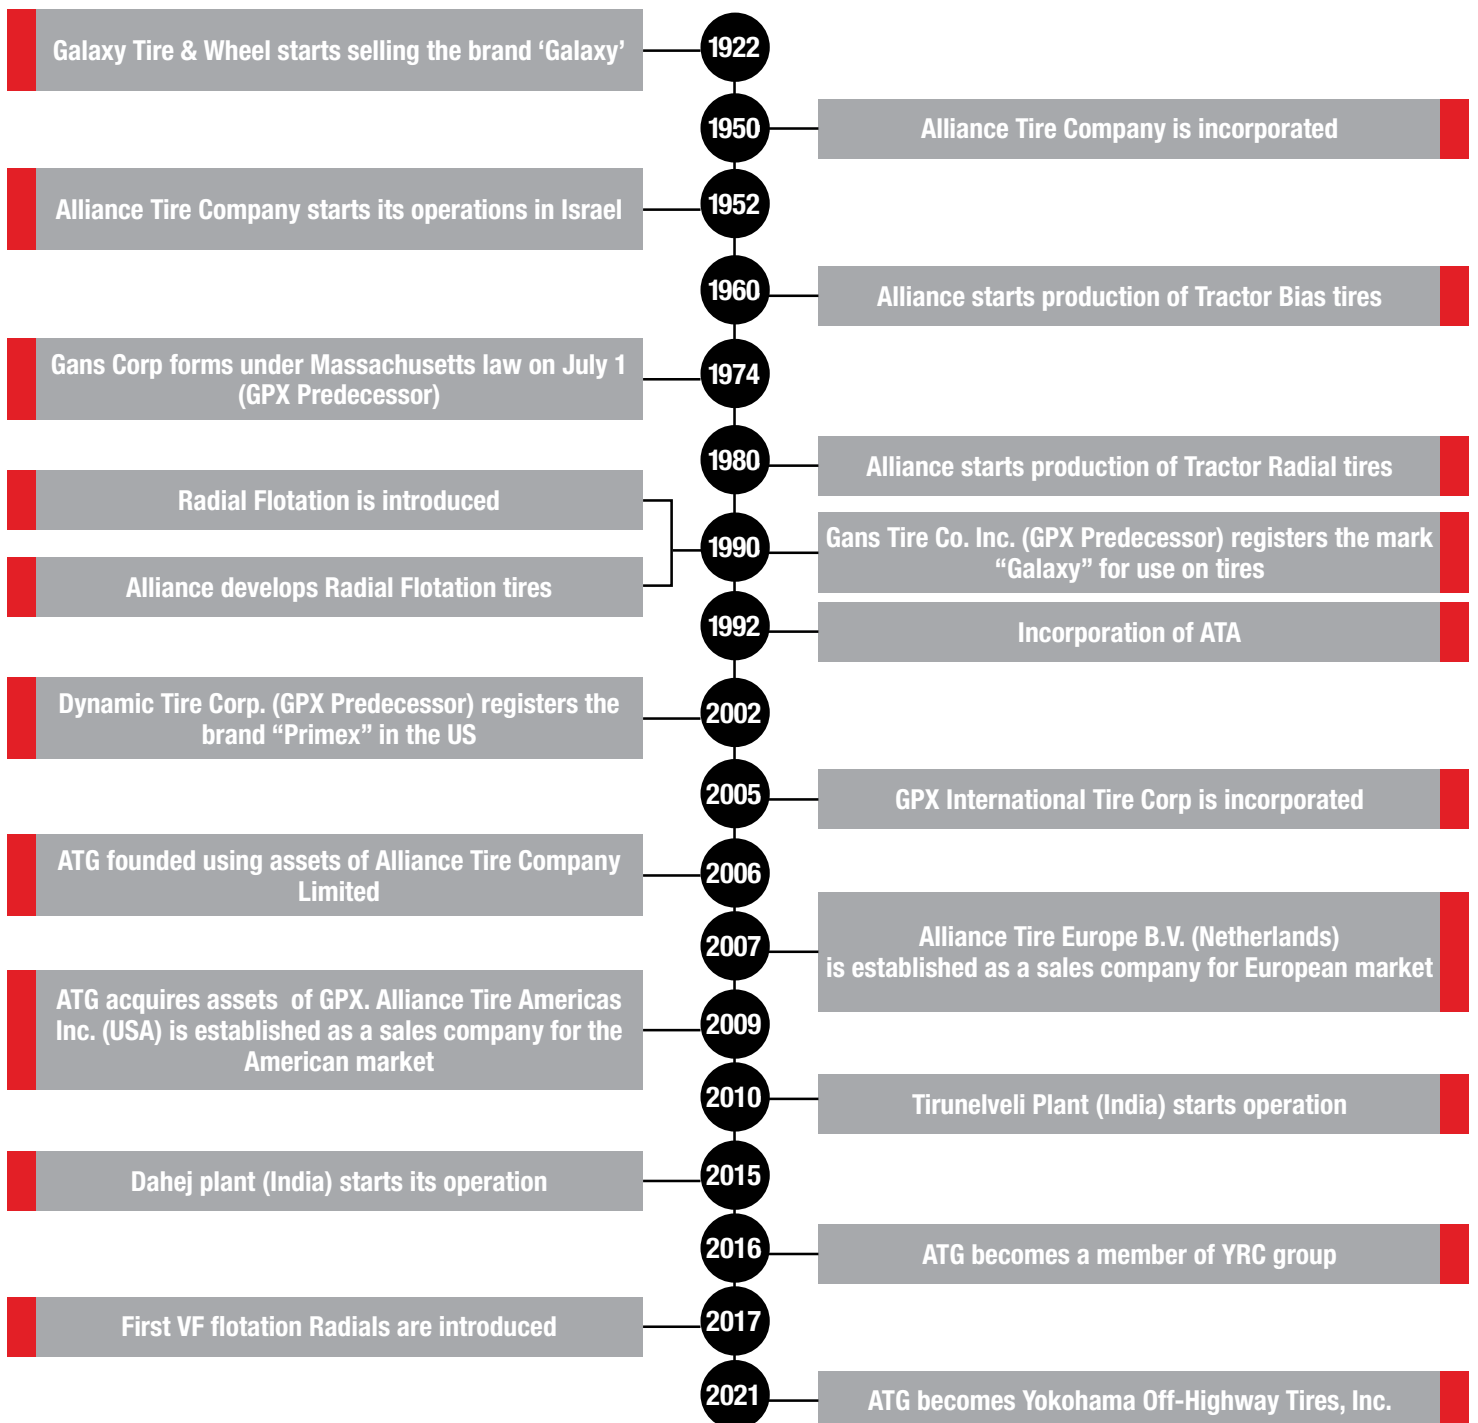 1922
Galaxy Tire & Wheel starts selling the brand ‘Galaxy’
1950
Alliance Tire Company is incorporated
1952
Alliance Tire Company starts its operations in Israel
1960
Alliance starts production of Tractor Bias tires
1974
Gans Corp forms under Massachusetts law on July 1
(GPX Predecessor)
1980
Alliance starts production of Tractor Radial tires
1990
Radial Flotation is introduced
Alliance develops Radial Flotation tires
Gans Tire Co. Inc. (GPX Predecessor) registers the mark
“Galaxy” for use on tires
1992
Incorporation of ATA
2002
Dynamic Tire Corp. (GPX Predecessor) registers the
brand “Primex” in the US
2005
GPX International Tire Corp is incorporated
2006
ATG founded using assets of Alliance Tire Company
Limited
2007
Alliance Tire Europe B.V. (Netherlands)
is established as a sales company for European market
2009
ATG acquires assets of GPX. Alliance Tire Americas
Inc. (USA) is established as a sales company for the
American market
2010
Tirunelveli Plant (India) starts operation
2015
Dahej plant (India) starts its operation
2016
ATG becomes a member of YRC group
2017
First VF flotation Radials are introduced
2021
ATG becomes Yokohama Off-Highway Tires, Inc.